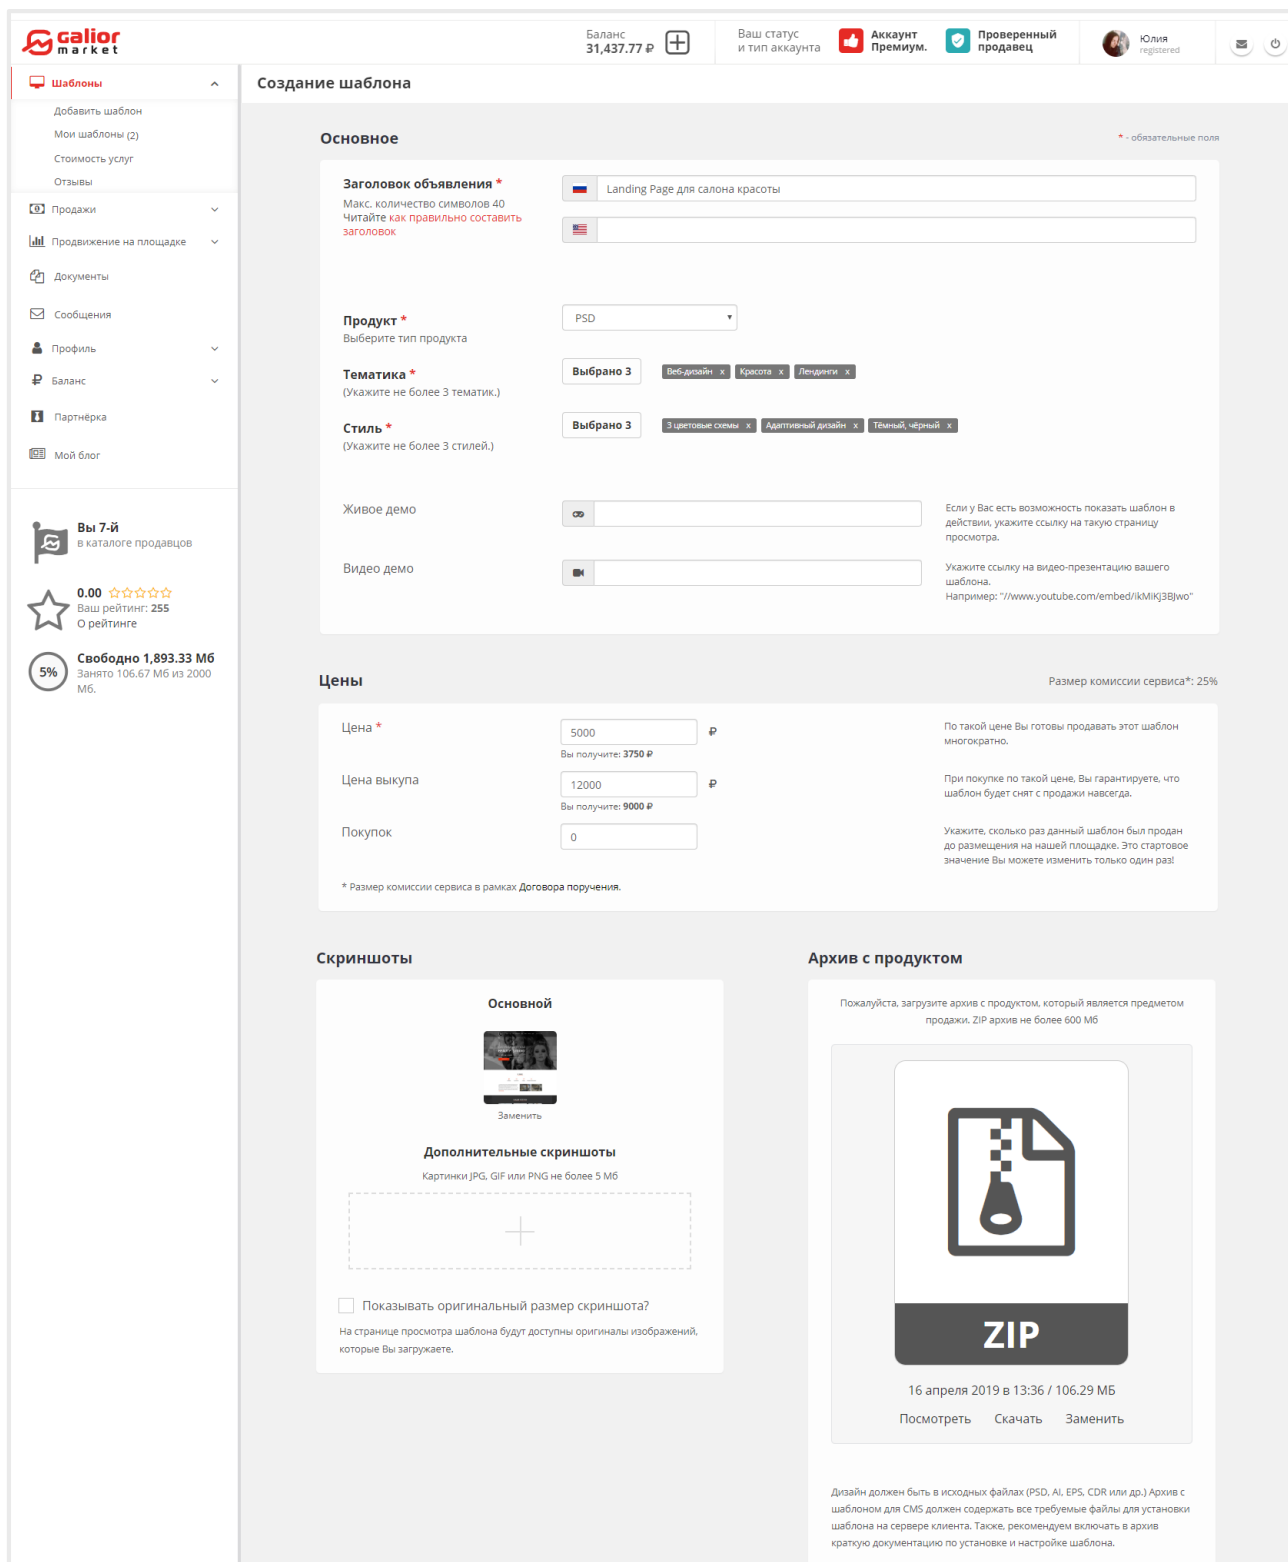 galior
market
Баланс
31,437.77 ₽
Ваш статус
и тип аккаунта
Аккаунт
Премиум.
Проверенный
продавец
Юлия
registered
Шаблоны
Добавить шаблон
Мои шаблоны (2)
Стоимость услуг
Отзывы
Продажи
Продвижение на площадке
Документы
Сообщения
Профиль
Баланс
Партнёрка
Мой блог
Вы 7-й
в каталоге продавцов
0.00
Ваш рейтинг: 255
О рейтинге
5%
Свободно 1,893.33 Мб
Занято 106.67 Мб из 2000
Мб.
Создание шаблона
Основное
* - обязательные поля
Заголовок объявления *
Макс. количество символов 40
Читайте как правильно составить
заголовок
Landing Page для салона красоты
Продукт *
Выберите тип продукта
PSD
Тематика *
(Укажите не более 3 тематик.)
Выбрано 3
Веб-дизайн x
Красота x
Лендинги x
Стиль *
(Укажите не более 3 стилей.)
Выбрано 3
3 цветовые схемы x
Адаптивный дизайн x
Тёмный, чёрный x
Живое демо
Если у Вас есть возможность показать шаблон в
действии, укажите ссылку на такую страницу
просмотра.
Видео демо
Укажите ссылку на видео-презентацию вашего
шаблона.
Например: "//www.youtube.com/embed/ikMiKj3BJwo"
Цены
Размер комиссии сервиса*: 25%
Цена *
5000
₽
Вы получите: 3750 ₽
По такой цене Вы готовы продавать этот шаблон
многократно.
Цена выкупа
12000
₽
Вы получите: 9000 ₽
При покупке по такой цене, Вы гарантируете, что
шаблон будет снят с продажи навсегда.
Покупок
0
Укажите, сколько раз данный шаблон был продан
до размещения на нашей площадке. Это стартовое
значение Вы можете изменить только один раз!
* Размер комиссии сервиса в рамках Договора поручения.
Скриншоты
Основной
Заменить
Дополнительные скриншоты
Картинки JPG, GIF или PNG не более 5 Мб
Показывать оригинальный размер скриншота?
На странице просмотра шаблона будут доступны оригиналы изображений,
которые Вы загружаете.
Архив с продуктом
Пожалуйста, загрузите архив с продуктом, который является предметом
продажи. ZIP архив не более 600 Мб
ZIP
16 апреля 2019 в 13:36 / 106.29 МБ
Посмотреть
Скачать
Заменить
Дизайн должен быть в исходных файлах (PSD, AI, EPS, CDR или др.) Архив с
шаблоном для CMS должен содержать все требуемые файлы для установки
шаблона на сервере клиента. Также, рекомендуем включать в архив
краткую документацию по установке и настройке шаблона.